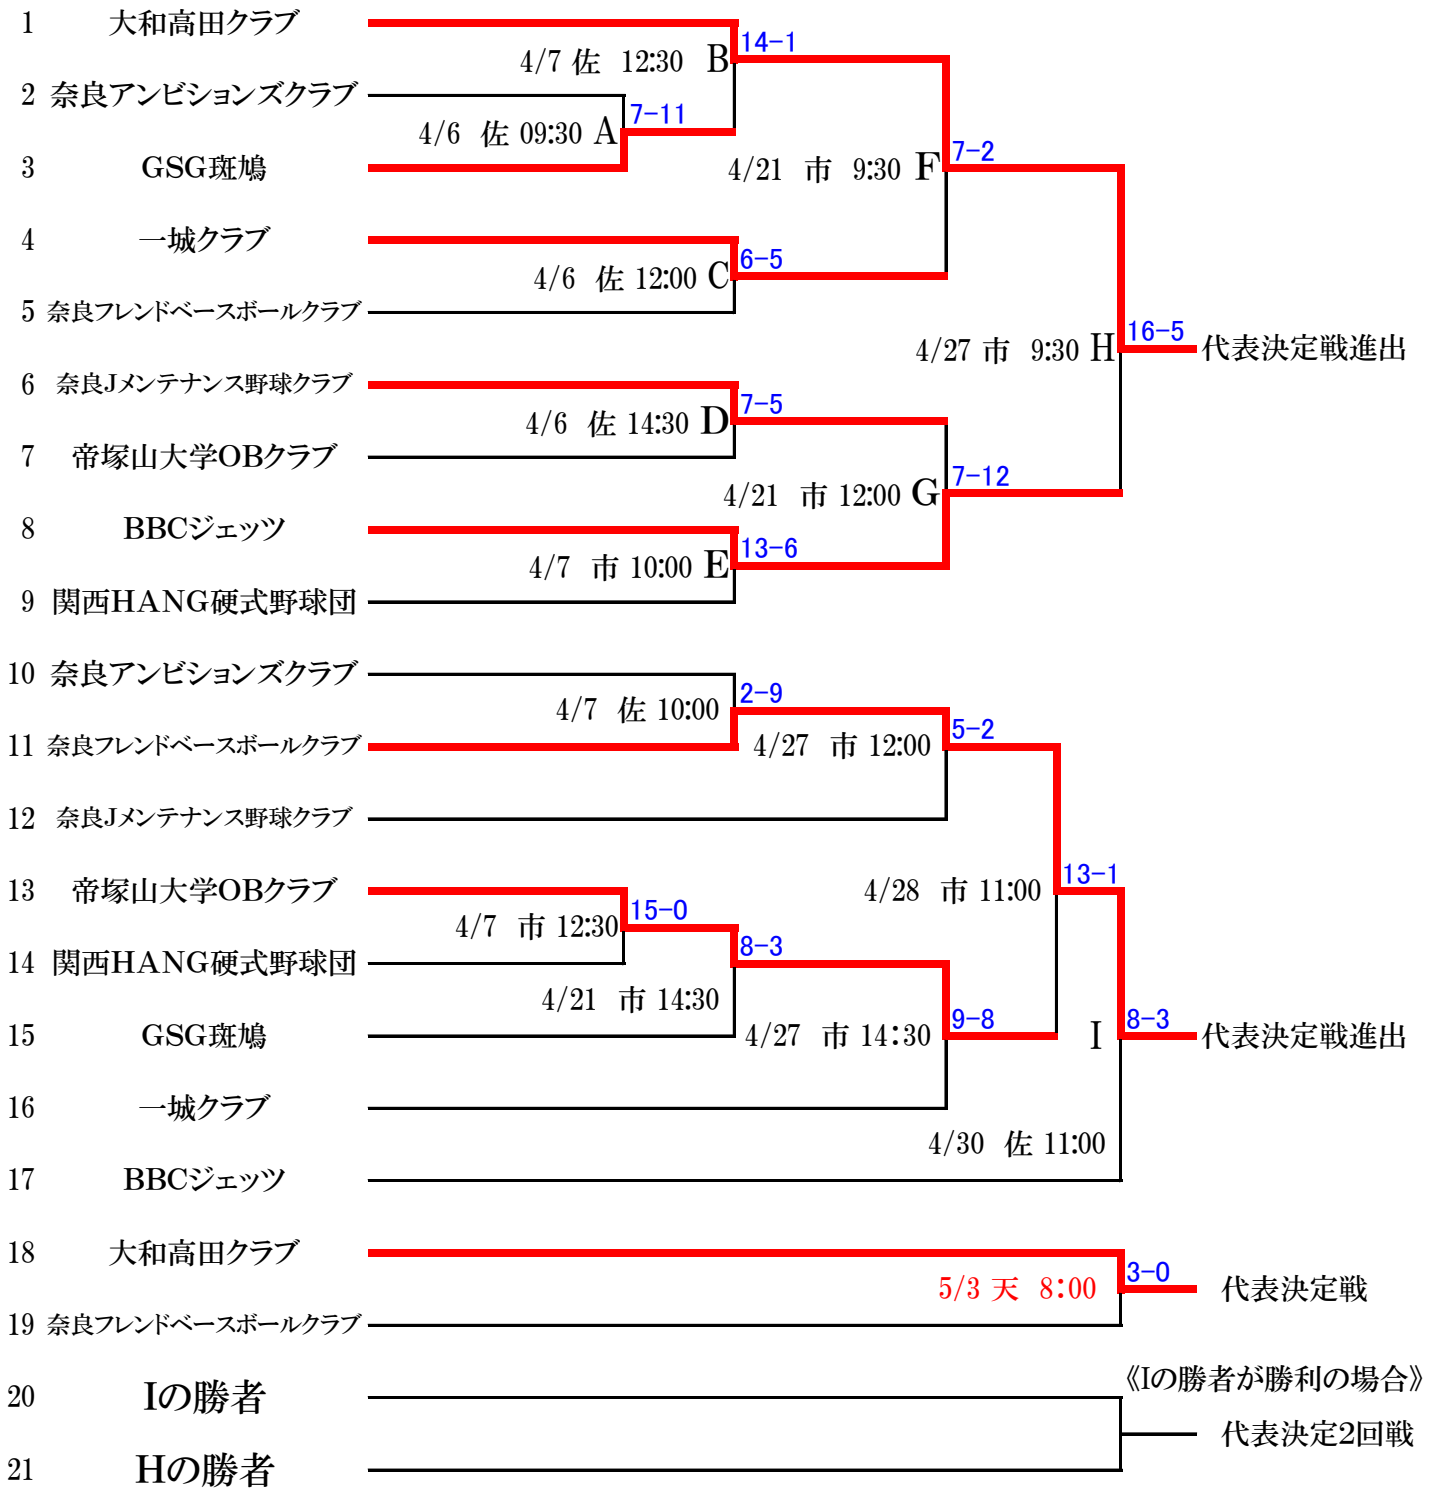 1 大和高田クラブ
14-1
4/7 佐 12:30 B
2 奈良アンビションズクラブ
7-11
4/6 佐 09:30 A
3 GSG斑鳩
7-2
4/21 市 9:30 F
4 一城クラブ
6-5
4/6 佐 12:00 C
5 奈良フレンドベースボールクラブ
16-5
4/27 市 9:30 H
代表決定戦進出
6 奈良Jメンテナンス野球クラブ
7-5
4/6 佐 14:30 D
7 帝塚山大学OBクラブ
7-12
4/21 市 12:00 G
8 BBCジェッツ
13-6
4/7 市 10:00 E
9 関西HANG硬式野球団
10 奈良アンビションズクラブ
2-9
4/7 佐 10:00
11 奈良フレンドベースボールクラブ
5-2
4/27 市 12:00
12 奈良Jメンテナンス野球クラブ
13-1
13 帝塚山大学OBクラブ
4/28 市 11:00
15-0
4/7 市 12:30
8-3
14 関西HANG硬式野球団
4/21 市 14:30
15 GSG斑鳩
9-8
4/27 市 14:30
8-3
I
代表決定戦進出
16 一城クラブ
4/30 佐 11:00
17 BBCジェッツ
18 大和高田クラブ
3-0
5/3 天 8:00
代表決定戦
19 奈良フレンドベースボールクラブ
《Iの勝者が勝利の場合》
20 Iの勝者
代表決定2回戦
21 Hの勝者